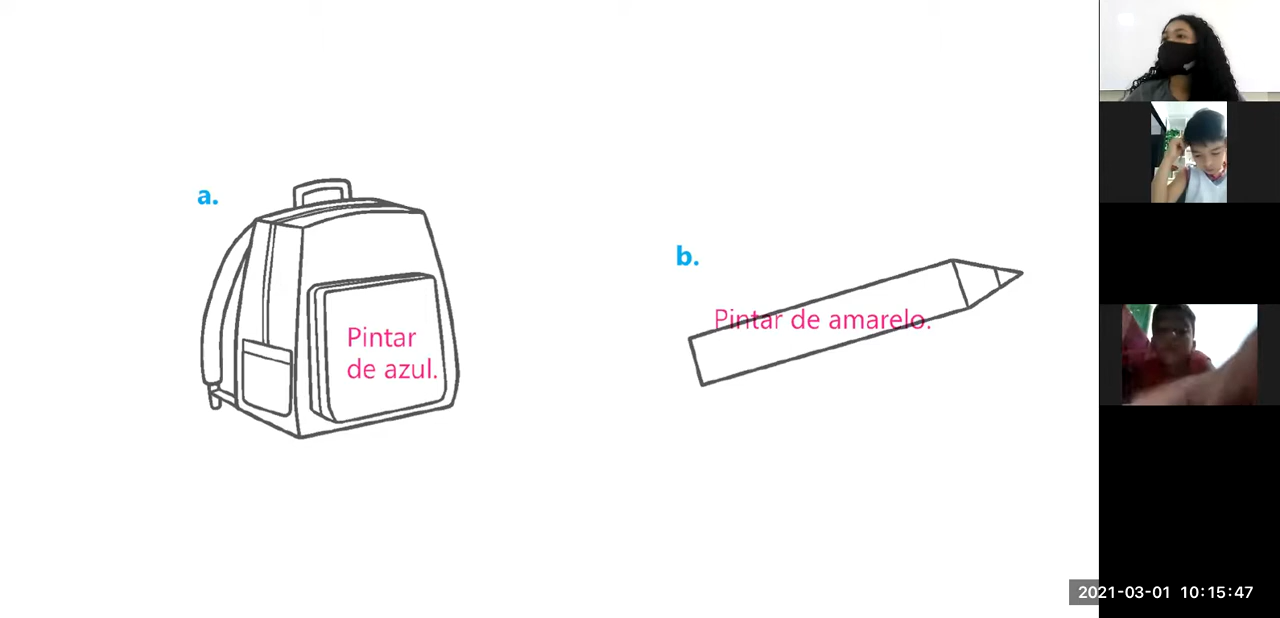 a.
Pintar
de azul.
b.
Pintar de amarelo.
2021-03-01 10:15:47